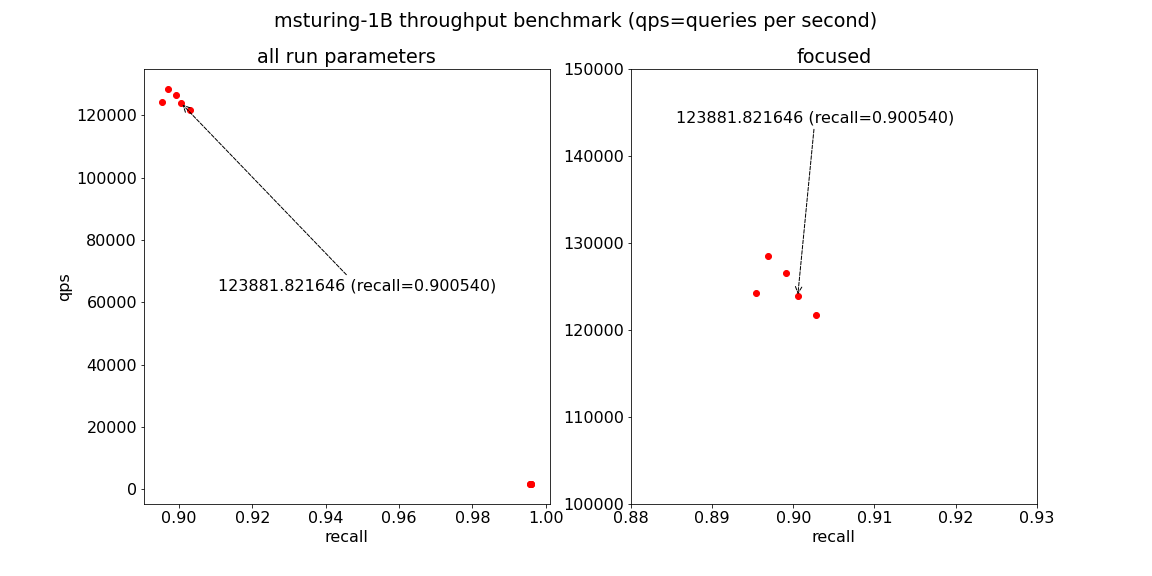 msturing-1B throughput benchmark (qps=queries per second)
all run parameters
120000
100000
80000
60000
40000
20000
0
qps
123881.821646 (recall=0.900540)
0.90 0.92 0.94 0.96 0.98 1.00
recall
focused
150000
140000
130000
120000
110000
100000
123881.821646 (recall=0.900540)
0.88 0.89 0.90 0.91 0.92 0.93
recall